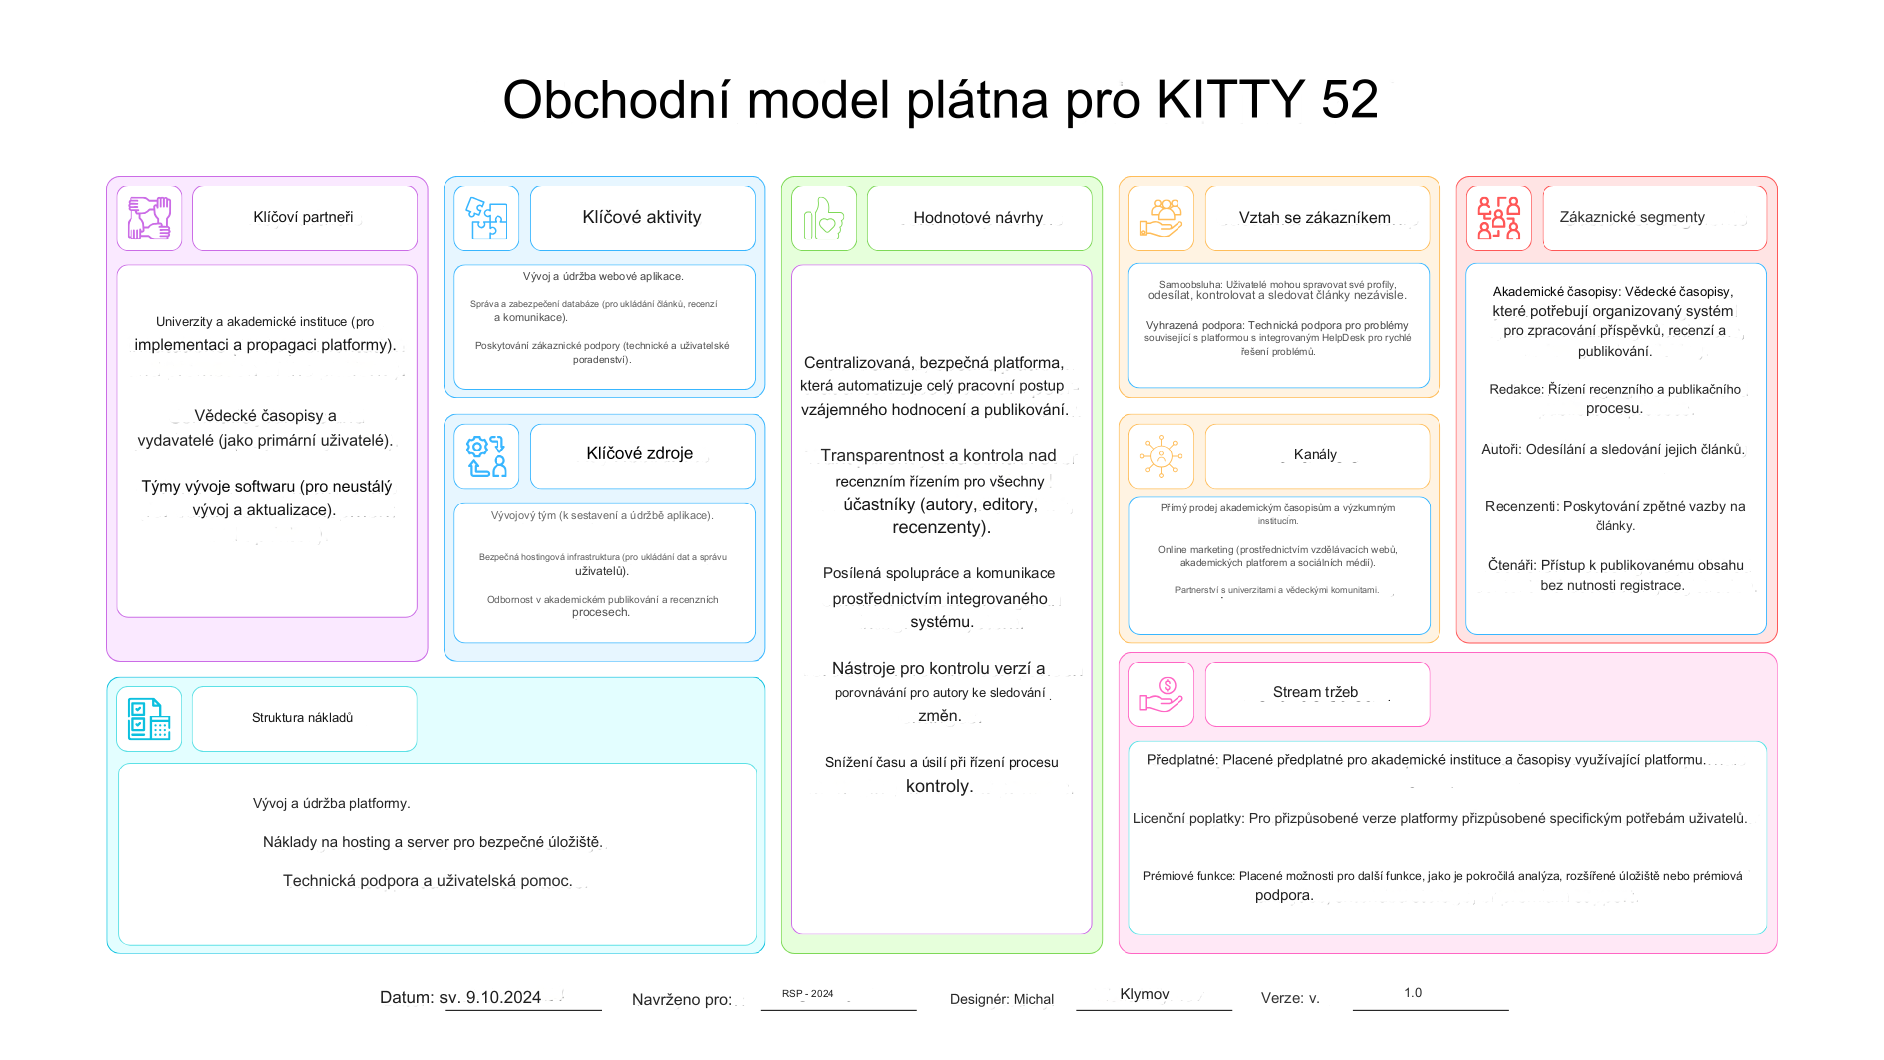 Obchodní model plátna pro KITTY 52
Klíčoví partneři
Univerzity a akademické instituce (pro
implementaci a propagaci platformy).
Vědecké časopisy a
vydavatelé (jako primární uživatelé).
Týmy vývoje softwaru (pro neustálý
vývoj a aktualizace).
Klíčové aktivity
Vývoj a údržba webové aplikace.
Správa a zabezpečení databáze (pro ukládání článků, recenzí
a komunikace).
Poskytování zákaznické podpory (technické a uživatelské
poradenství).
Klíčové zdroje
Vývojový tým (k sestavení a údržbě aplikace).
Bezpečná hostingová infrastruktura (pro ukládání dat a správu
uživatelů).
Odbornost v akademickém publikování a recenzních
procesech.
Hodnotové návrhy
Centralizovaná, bezpečná platforma,
která automatizuje celý pracovní postup
vzájemného hodnocení a publikování.
Transparentnost a kontrola nad
recenzním řízením pro všechny
účastníky (autory, editory,
recenzenty).
Posílená spolupráce a komunikace
prostřednictvím integrovaného
systému.
Nástroje pro kontrolu verzí a
porovnávání pro autory ke sledování
změn.
Snížení času a úsilí při řízení procesu
kontroly.
Vztah se zákazníkem
Samoobsluha: Uživatelé mohou spravovat své profily,
odesílat, kontrolovat a sledovat články nezávisle.
Vyhrazená podpora: Technická podpora pro problémy
související s platformou s integrovaným HelpDesk pro rychlé
řešení problémů.
Kanály
Přímý prodej akademickým časopisům a výzkumným
institucím.
Online marketing (prostřednictvím vzdělávacích webů,
akademických platforem a sociálních médií).
Partnerství s univerzitami a vědeckými komunitami.
Zákaznické segmenty
Akademické časopisy: Vědecké časopisy,
které potřebují organizovaný systém
pro zpracování příspěvků, recenzí a
publikování.
Redakce: Řízení recenzního a publikačního
procesu.
Autoři: Odesílání a sledování jejich článků.
Recenzenti: Poskytování zpětné vazby na
články.
Čtenáři: Přístup k publikovanému obsahu
bez nutnosti registrace.
Struktura nákladů
Vývoj a údržba platformy.
Náklady na hosting a server pro bezpečné úložiště.
Technická podpora a uživatelská pomoc.
Stream tržeb
Předplatné: Placené předplatné pro akademické instituce a časopisy využívající platformu.
Licenční poplatky: Pro přizpůsobené verze platformy přizpůsobené specifickým potřebám uživatelů.
Prémiové funkce: Placené možnosti pro další funkce, jako je pokročilá analýza, rozšířené úložiště nebo prémiová
podpora.
Datum: sv. 9.10.2024 Navrženo pro: RSP - 2024 Designér: Michal Klymov Verze: v. 1.0